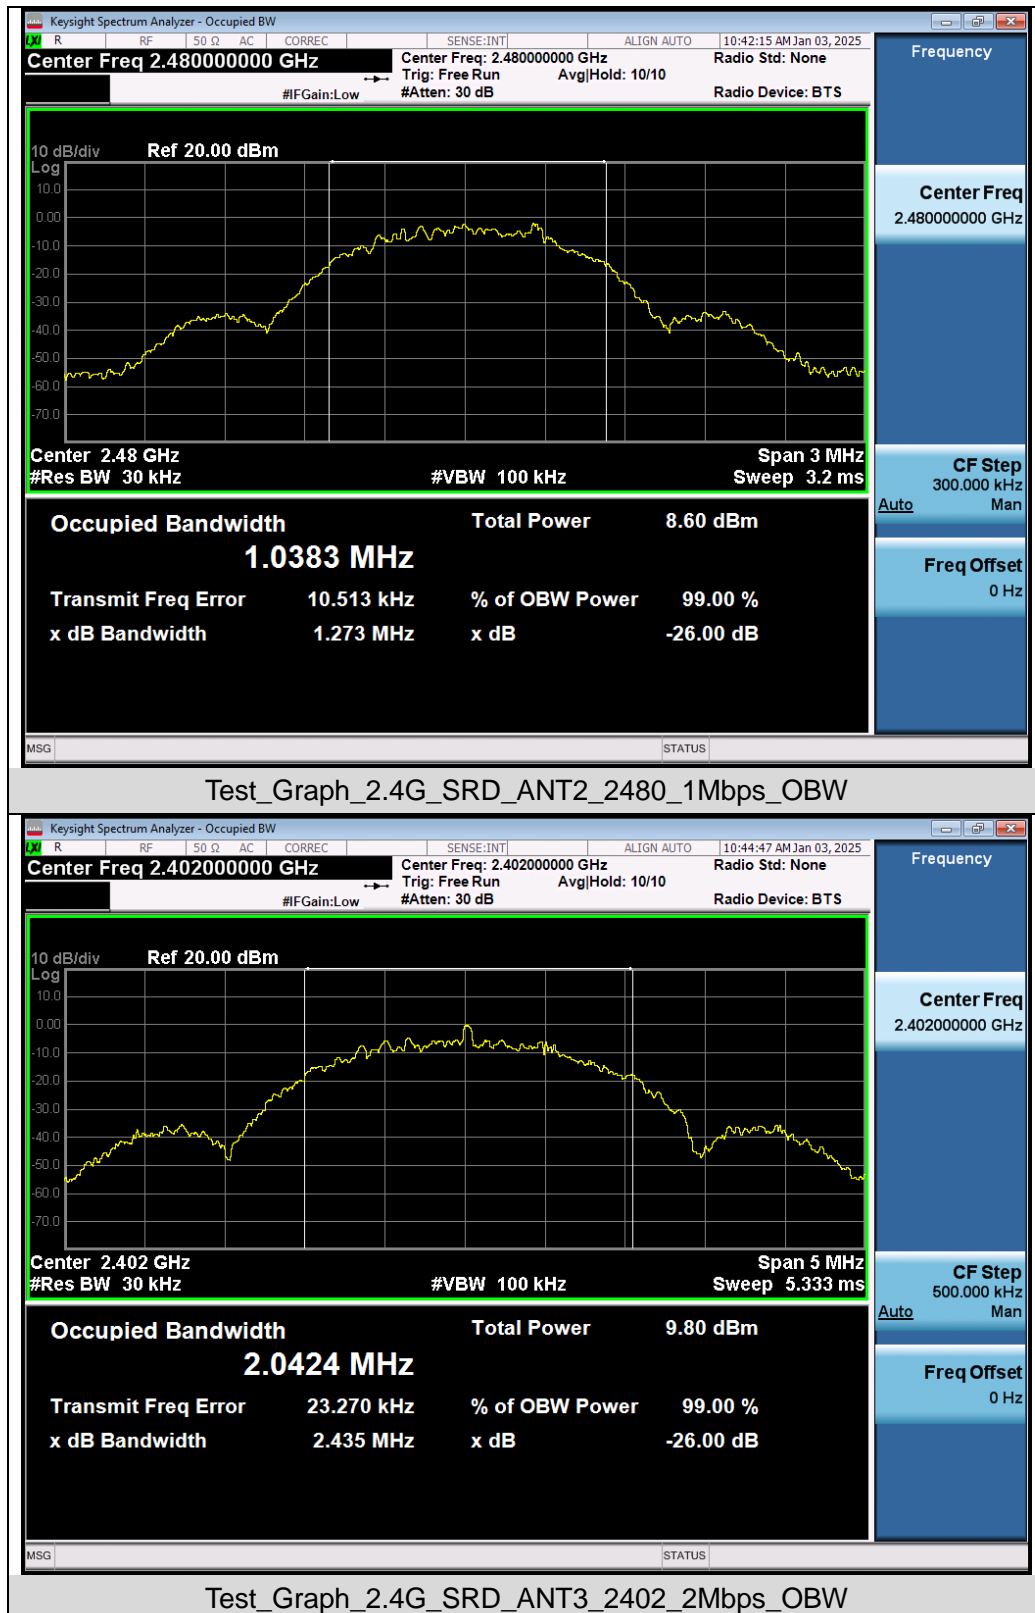 Keysight Spectrum Analyzer - Occupied BW
LXI R RF 50 Ω AC CORREC SENSE:INT ALIGN AUTO 10:42:15 AM Jan 03, 2025
Center Freq 2.480000000 GHz Center Freq: 2.480000000 GHz Radio Std: None Frequency
Trig: Free Run Avg|Hold: 10/10
#IFGain:Low #Atten: 30 dB Radio Device: BTS
10 dB/div Ref 20.00 dBm
Log
10.0
0.00
-10.0
-20.0
-30.0
-40.0
-50.0
-60.0
-70.0
Center 2.48 GHz Span 3 MHz
#Res BW 30 kHz #VBW 100 kHz Sweep 3.2 ms
Center Freq
2.480000000 GHz
CF Step
300.000 kHz
Auto Man
Freq Offset
0 Hz
Occupied Bandwidth Total Power 8.60 dBm
1.0383 MHz
Transmit Freq Error 10.513 kHz % of OBW Power 99.00 %
x dB Bandwidth 1.273 MHz x dB -26.00 dB
MSG STATUS
Test_Graph_2.4G_SRD_ANT2_2480_1Mbps_OBW
Keysight Spectrum Analyzer - Occupied BW
LXI R RF 50 Ω AC CORREC SENSE:INT ALIGN AUTO 10:44:47 AM Jan 03, 2025
Center Freq 2.402000000 GHz Center Freq: 2.402000000 GHz Radio Std: None Frequency
Trig: Free Run Avg|Hold: 10/10
#IFGain:Low #Atten: 30 dB Radio Device: BTS
10 dB/div Ref 20.00 dBm
Log
10.0
0.00
-10.0
-20.0
-30.0
-40.0
-50.0
-60.0
-70.0
Center 2.402 GHz Span 5 MHz
#Res BW 30 kHz #VBW 100 kHz Sweep 5.333 ms
Center Freq
2.402000000 GHz
CF Step
500.000 kHz
Auto Man
Freq Offset
0 Hz
Occupied Bandwidth Total Power 9.80 dBm
2.0424 MHz
Transmit Freq Error 23.270 kHz % of OBW Power 99.00 %
x dB Bandwidth 2.435 MHz x dB -26.00 dB
MSG STATUS
Test_Graph_2.4G_SRD_ANT3_2402_2Mbps_OBW